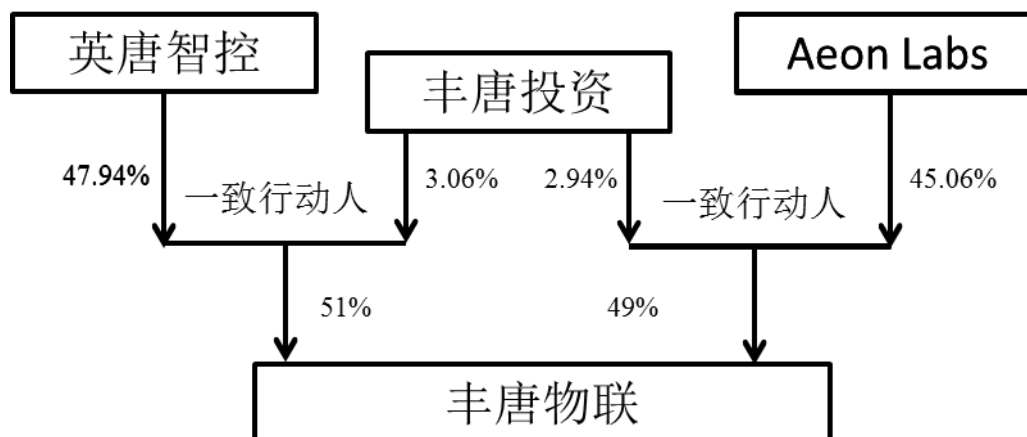 英唐智控
丰唐投资
Aeon Labs
47.94%
一致行动人
3.06%
2.94%
一致行动人
45.06%
51%
49%
丰唐物联